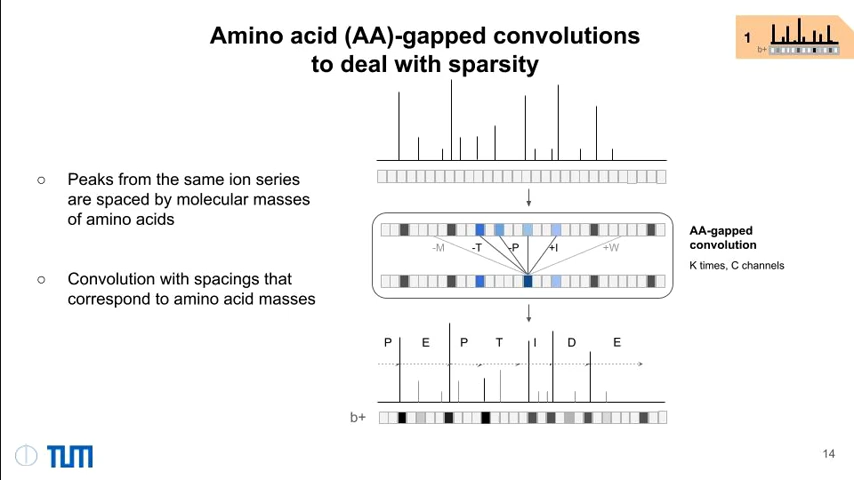 Amino acid (AA)-gapped convolutions
to deal with sparsity
1
b+
○ Peaks from the same ion series
are spaced by molecular masses
of amino acids
○ Convolution with spacings that
correspond to amino acid masses
-M -T -P +I +W
AA-gapped
convolution
K times, C channels
P E P T I D E
b+
TUM
14